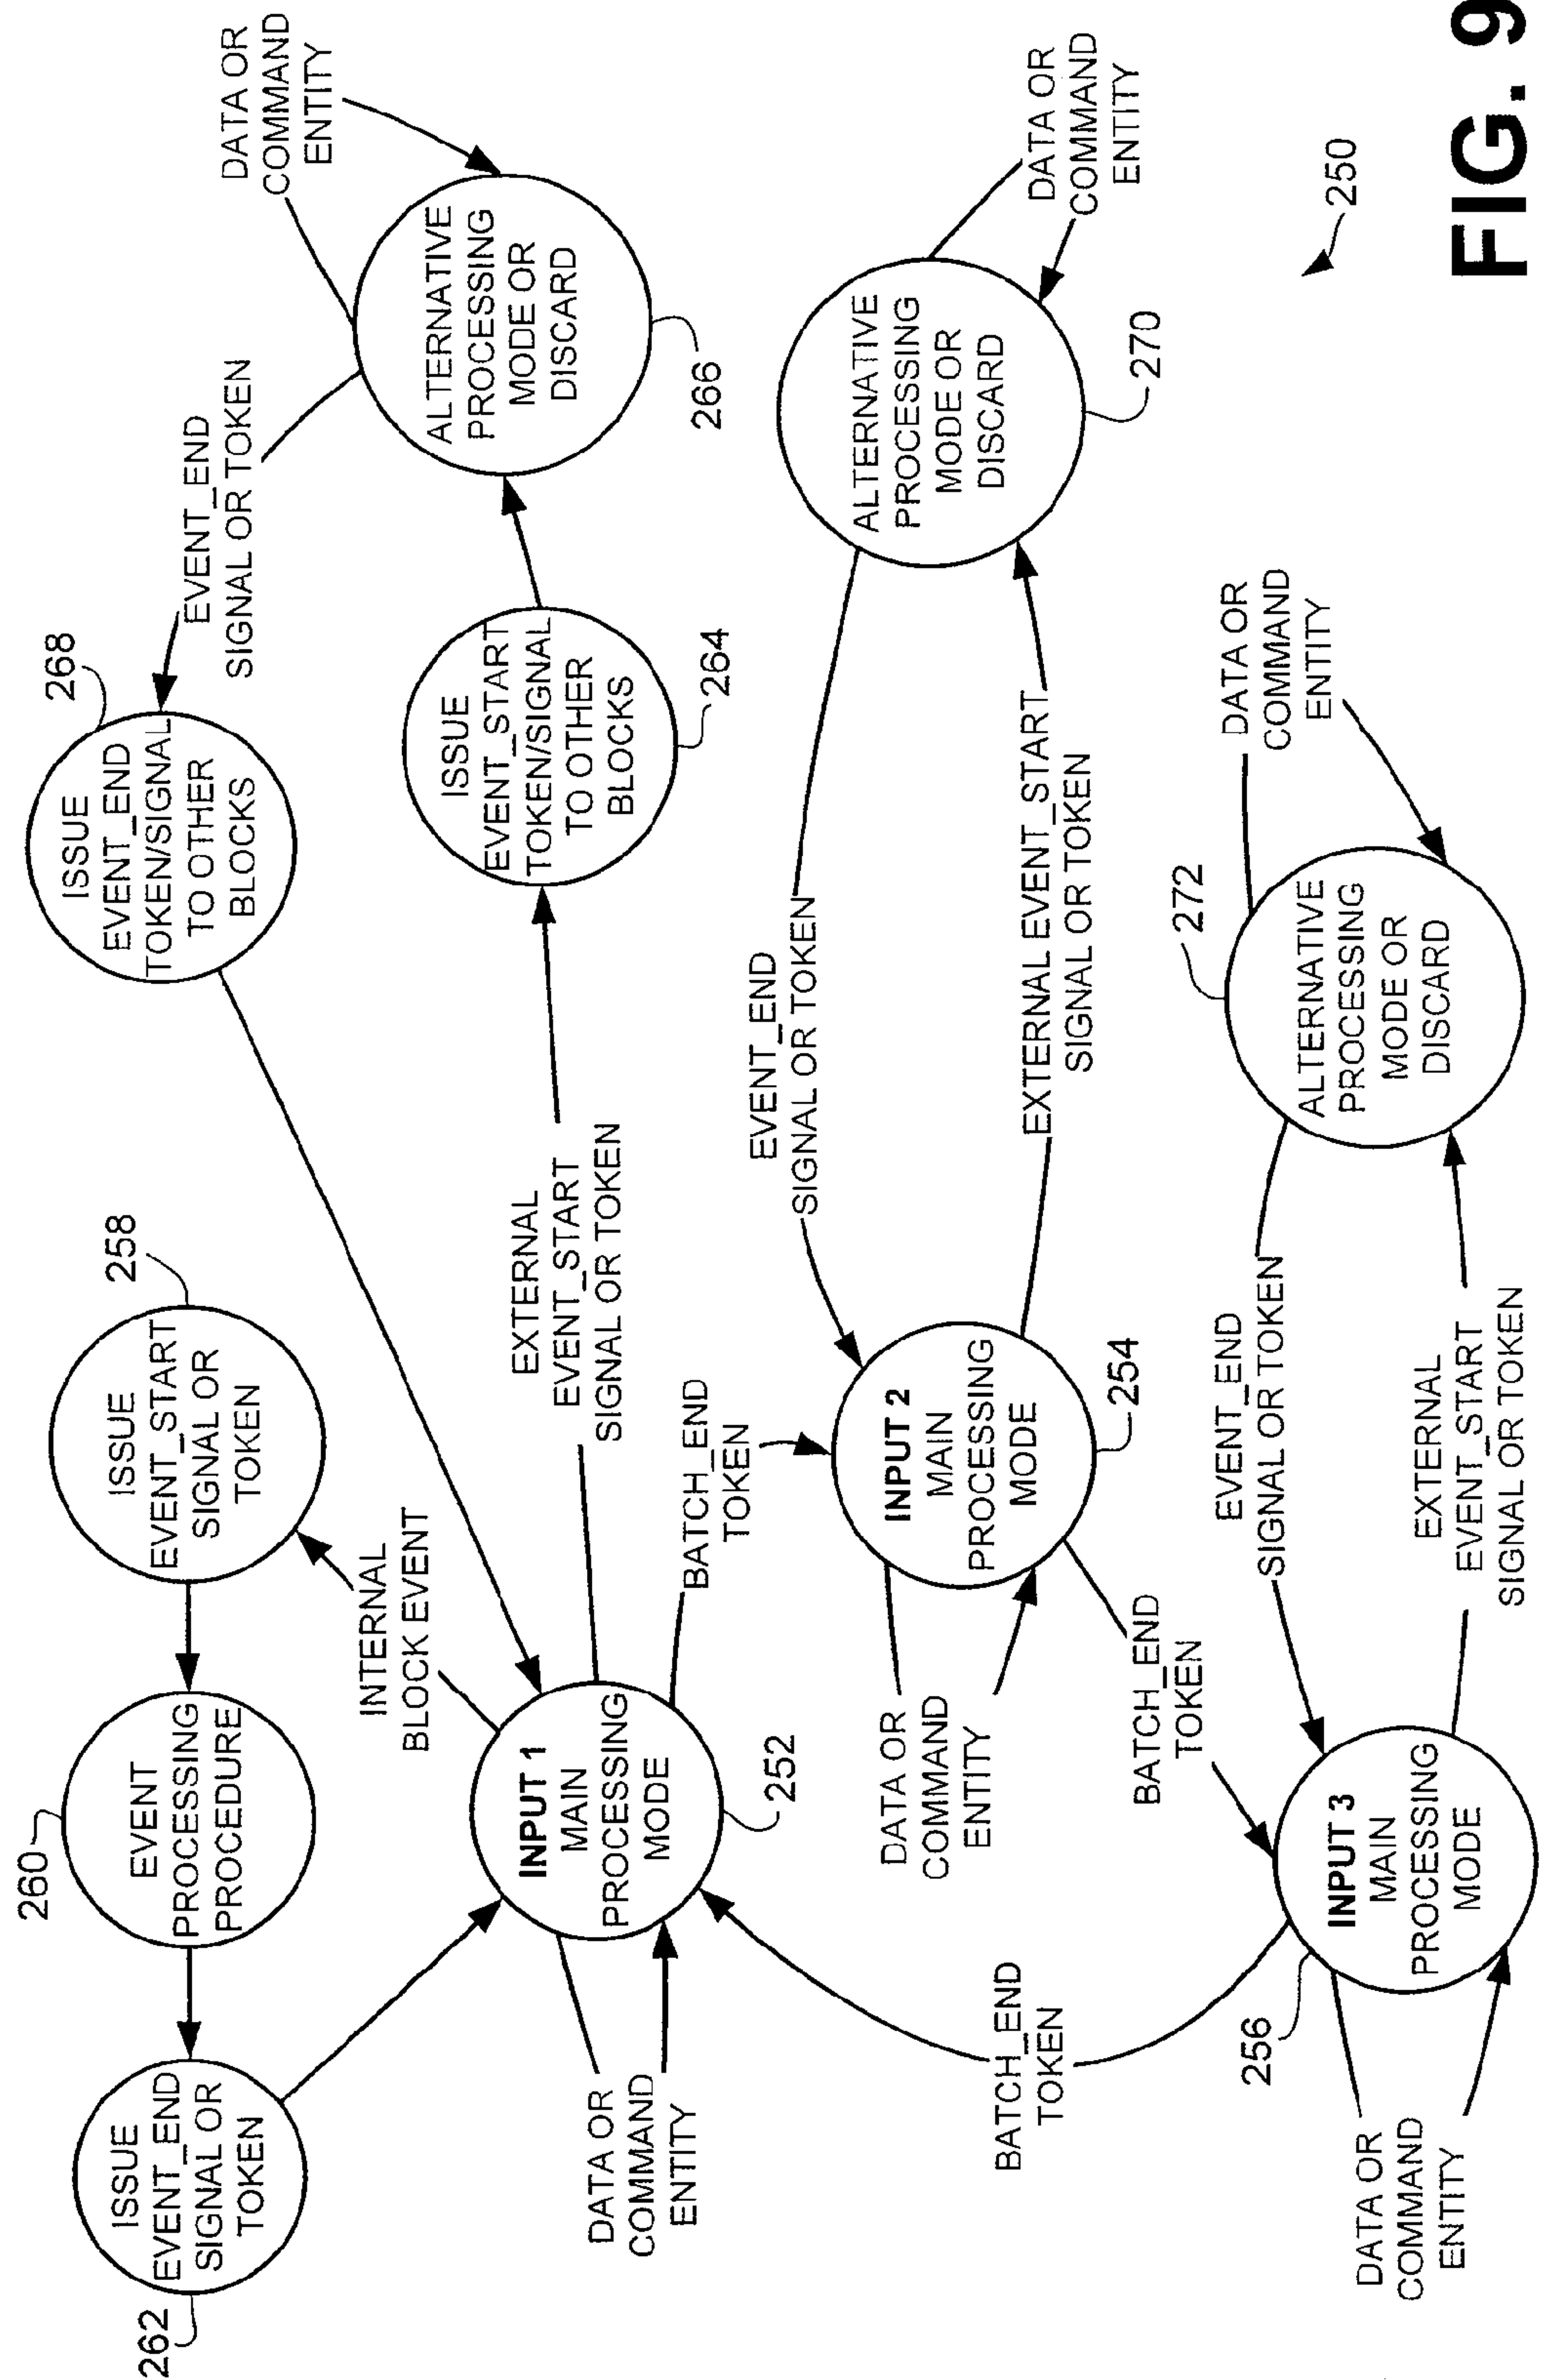 262
ISSUE
EVENT_END
SIGNAL OR
TOKEN
260
EVENT
PROCESSING
PROCEDURE
258
ISSUE
EVENT_START
SIGNAL OR
TOKEN
INTERNAL
BLOCK EVENT
268
ISSUE
EVENT_END
TOKEN/SIGNAL
TO OTHER
BLOCKS
EVENT_END
SIGNAL OR TOKEN
DATA OR
COMMAND
ENTITY
ALTERNATIVE
PROCESSING
MODE OR
DISCARD
266
ISSUE
EVENT_START
TOKEN/SIGNAL
TO OTHER
BLOCKS
264
EXTERNAL
EVENT_START
SIGNAL OR TOKEN
INPUT 1
MAIN
PROCESSING
MODE
252
DATA OR
COMMAND
ENTITY
BATCH_END
TOKEN
EVENT_END
SIGNAL OR TOKEN
ALTERNATIVE
PROCESSING
MODE OR
DISCARD
270
DATA OR
COMMAND
ENTITY
EXTERNAL EVENT_START
SIGNAL OR TOKEN
INPUT 2
MAIN
PROCESSING
MODE
254
DATA OR
COMMAND
ENTITY
BATCH_END
TOKEN
BATCH_END
TOKEN
256
INPUT 3
MAIN
PROCESSING
MODE
DATA OR
COMMAND
ENTITY
EVENT_END
SIGNAL OR TOKEN
EXTERNAL
EVENT_START
SIGNAL OR TOKEN
272
ALTERNATIVE
PROCESSING
MODE OR
DISCARD
DATA OR
COMMAND
ENTITY
250
FIG. 9